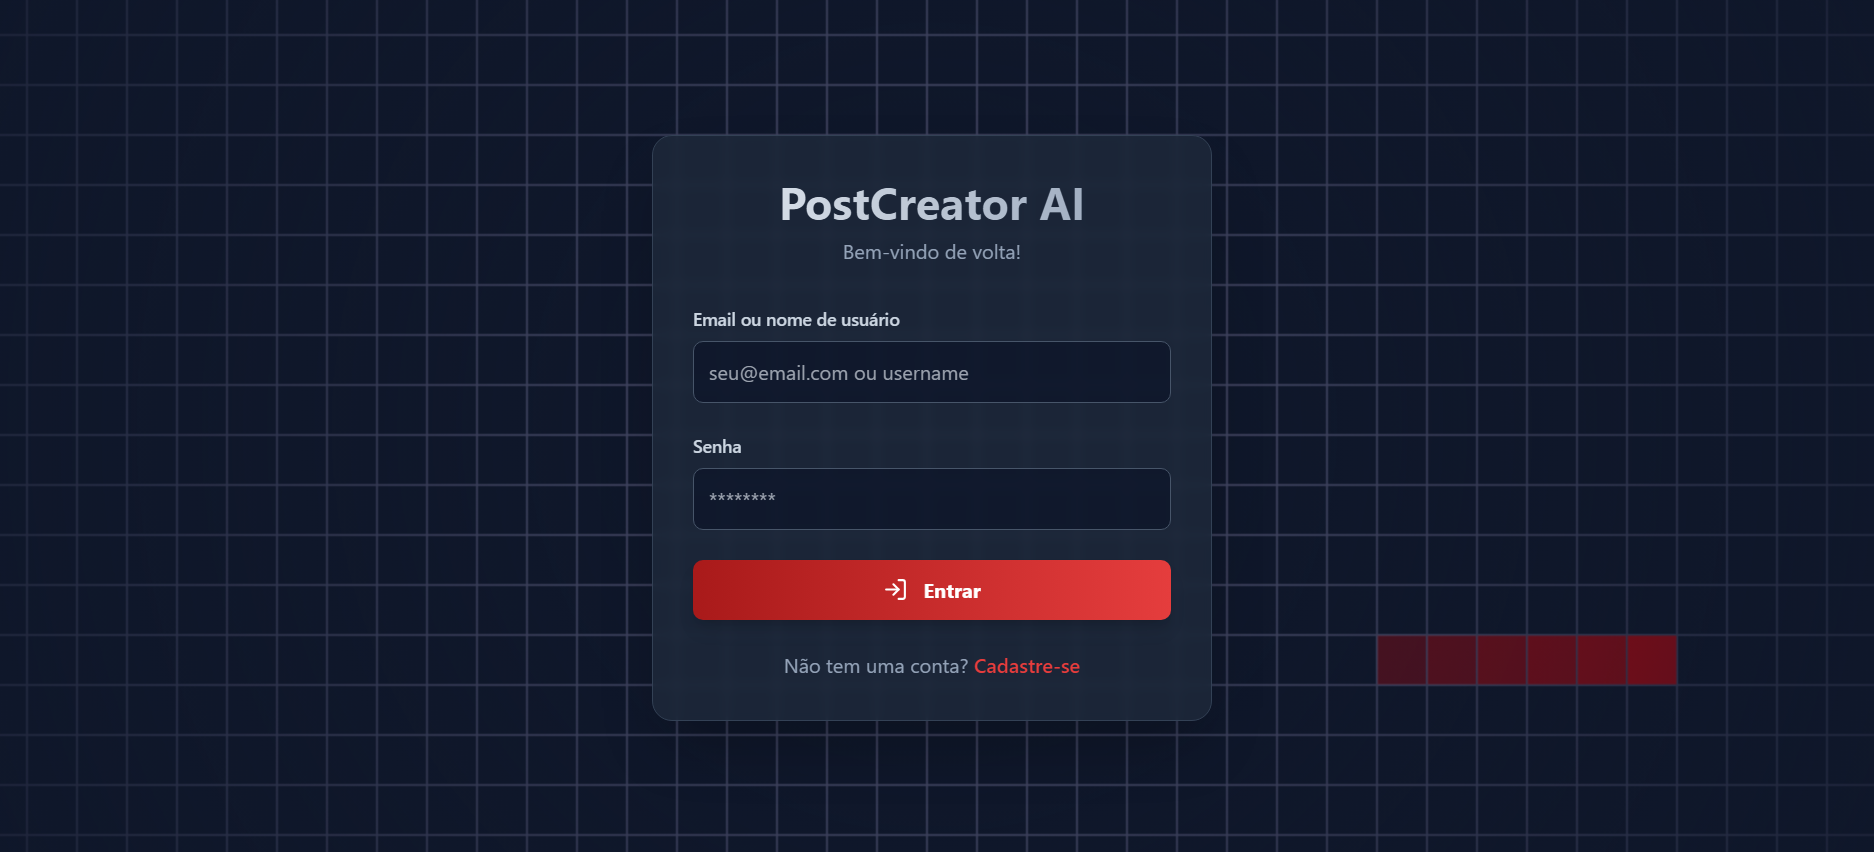 PostCreator AI
Bem-vindo de volta!
Email ou nome de usuário
seu@email.com ou username
Senha
********
Entrar
Não tem uma conta? Cadastre-se